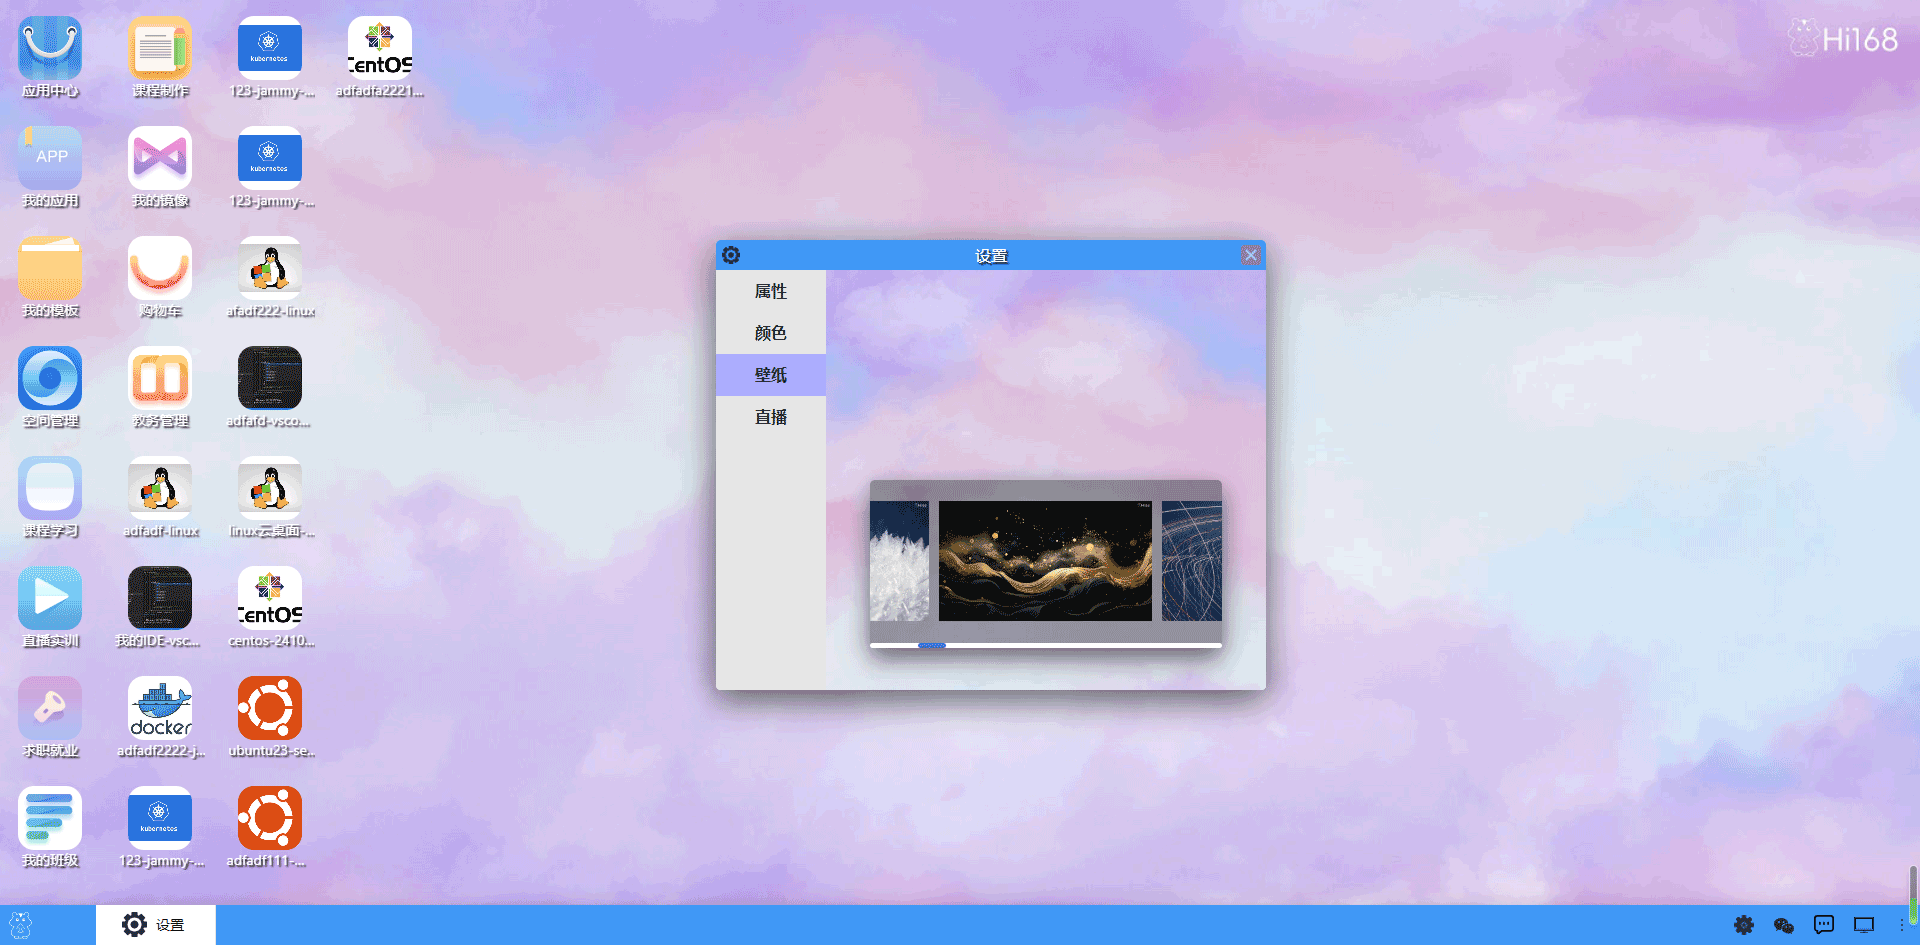 应用中心
课程制作
123-jammy-...
adfadfa2221...
我的应用
我的镜像
123-jammy-...
我的模板
购物车
afadf222-linux
空间管理
教务管理
adfafd-vsco...
课程学习
adfadf-linux
linux云桌面-...
直播实训
我的IDE-vsc...
centos-2410...
求职就业
adfadf2222-j...
ubuntu23-se...
我的班级
123-jammy-...
adfadf111-...
APP
kubernetes
kubernetes
kubernetes
CentOS
CentOS
docker
Hi168
设置
属性
颜色
壁纸
直播
设置